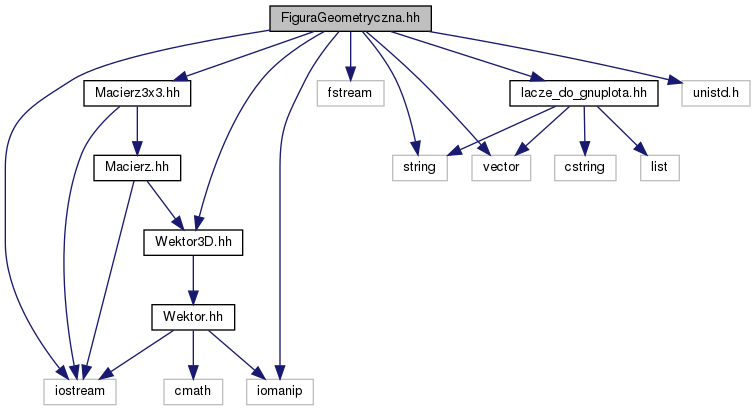 FiguraGeometryczna.hh
Macierz3x3.hh
fstream
lacze_do_gnuplota.hh
unistd.h
Macierz.hh
string
vector
cstring
list
Wektor3D.hh
Wektor.hh
iostream
cmath
iomanip